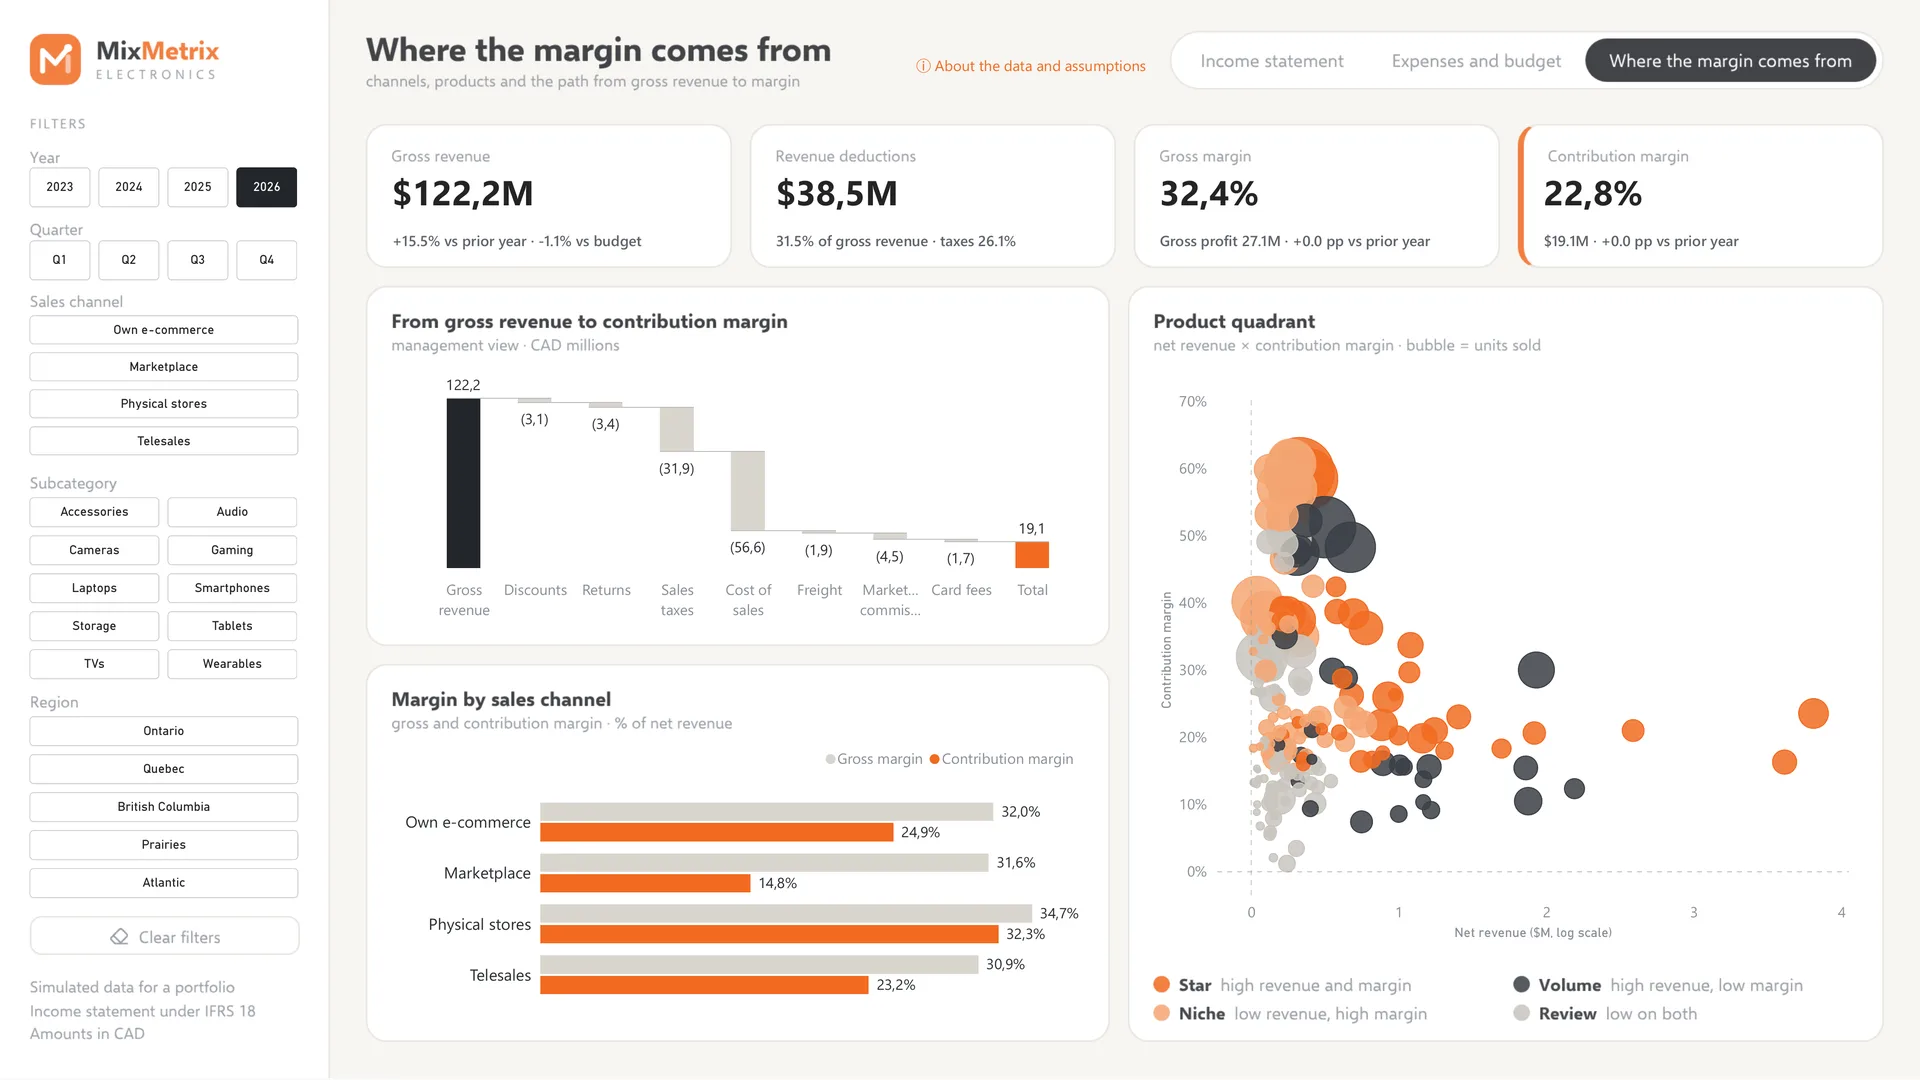 MixMetrix
ELECTRONICS
FILTERS
Year
2023
2024
2025
2026
Quarter
Q1
Q2
Q3
Q4
Sales channel
Own e-commerce
Marketplace
Physical stores
Telesales
Subcategory
Accessories
Audio
Cameras
Gaming
Laptops
Smartphones
Storage
Tablets
TVs
Wearables
Region
Ontario
Quebec
British Columbia
Prairies
Atlantic
Clear filters
Simulated data for a portfolio
Income statement under IFRS 18
Amounts in CAD
Where the margin comes from
channels, products and the path from gross revenue to margin
ⓘ About the data and assumptions
Income statement
Expenses and budget
Where the margin comes from
Gross revenue
$122,2M
+15.5% vs prior year · -1.1% vs budget
Revenue deductions
$38,5M
31.5% of gross revenue · taxes 26.1%
Gross margin
32,4%
Gross profit 27.1M · +0.0 pp vs prior year
Contribution margin
22,8%
$19.1M · +0.0 pp vs prior year
From gross revenue to contribution margin
management view · CAD millions
122,2
(3,1)
(3,4)
(31,9)
(56,6)
(1,9)
(4,5)
(1,7)
19,1
Gross
revenue
Discounts
Returns
Sales
taxes
Cost of
sales
Freight
Market...
commis...
Card fees
Total
Margin by sales channel
gross and contribution margin · % of net revenue
Gross margin
Contribution margin
Own e-commerce
32,0%
24,9%
Marketplace
31,6%
14,8%
Physical stores
34,7%
32,3%
Telesales
30,9%
23,2%
Product quadrant
net revenue × contribution margin · bubble = units sold
Contribution margin
70%
60%
50%
40%
30%
20%
10%
0%
0
1
2
3
4
Net revenue ($M, log scale)
Star high revenue and margin
Volume high revenue, low margin
Niche low revenue, high margin
Review low on both